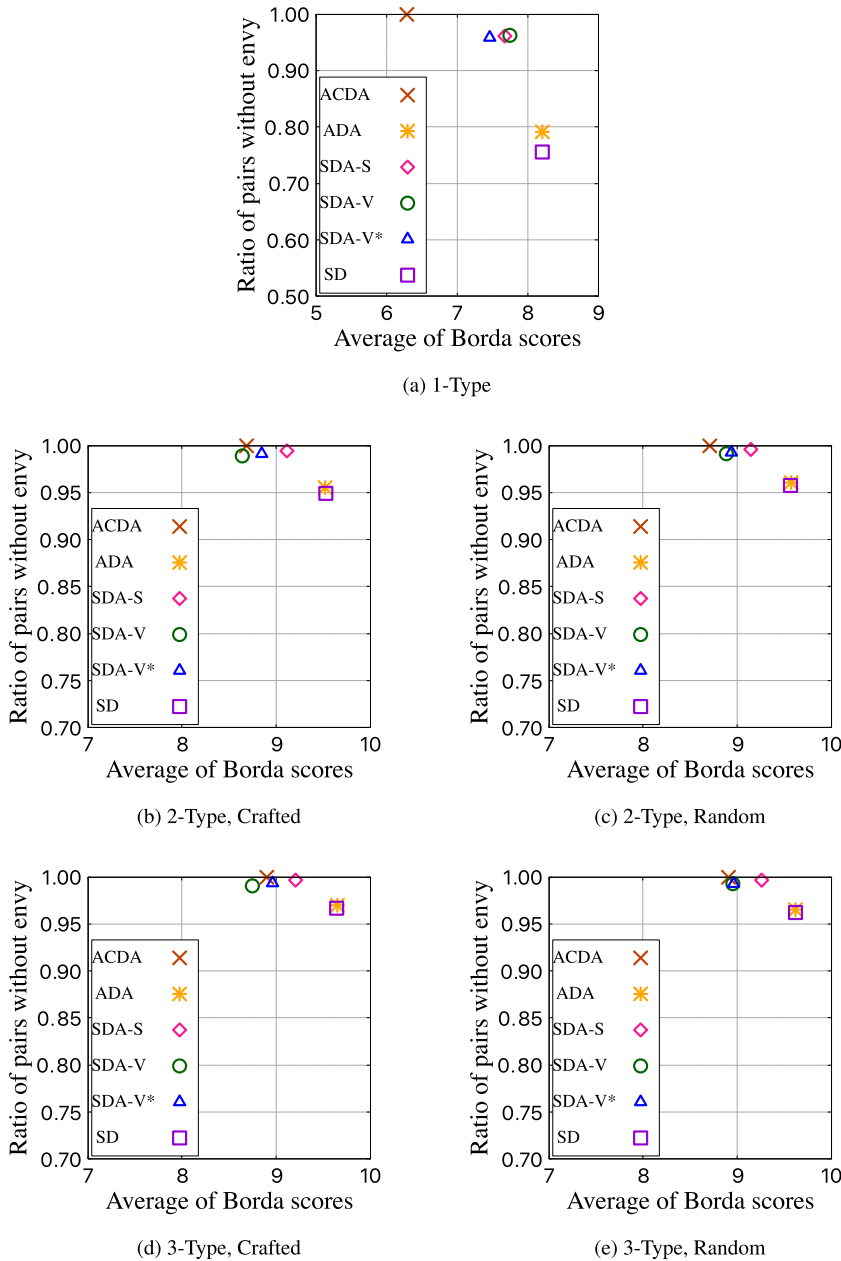 Ratio of pairs without envy
1.00
0.90
0.80
0.70
0.60
0.50
ACDA
ADA
SDA-S
SDA-V
SDA-V*
SD
5 6 7 8 9
Average of Borda scores
(a) 1-Type
Ratio of pairs without envy
1.00
0.95
0.90
0.85
0.80
0.75
0.70
ACDA
ADA
SDA-S
SDA-V
SDA-V*
SD
7 8 9 10
Average of Borda scores
(b) 2-Type, Crafted
Ratio of pairs without envy
1.00
0.95
0.90
0.85
0.80
0.75
0.70
ACDA
ADA
SDA-S
SDA-V
SDA-V*
SD
7 8 9 10
Average of Borda scores
(c) 2-Type, Random
Ratio of pairs without envy
1.00
0.95
0.90
0.85
0.80
0.75
0.70
ACDA
ADA
SDA-S
SDA-V
SDA-V*
SD
7 8 9 10
Average of Borda scores
(d) 3-Type, Crafted
Ratio of pairs without envy
1.00
0.95
0.90
0.85
0.80
0.75
0.70
ACDA
ADA
SDA-S
SDA-V
SDA-V*
SD
7 8 9 10
Average of Borda scores
(e) 3-Type, Random